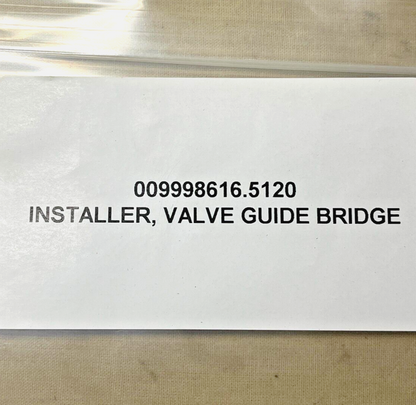 009998616.5120
INSTALLER, VALVE GUIDE BRIDGE